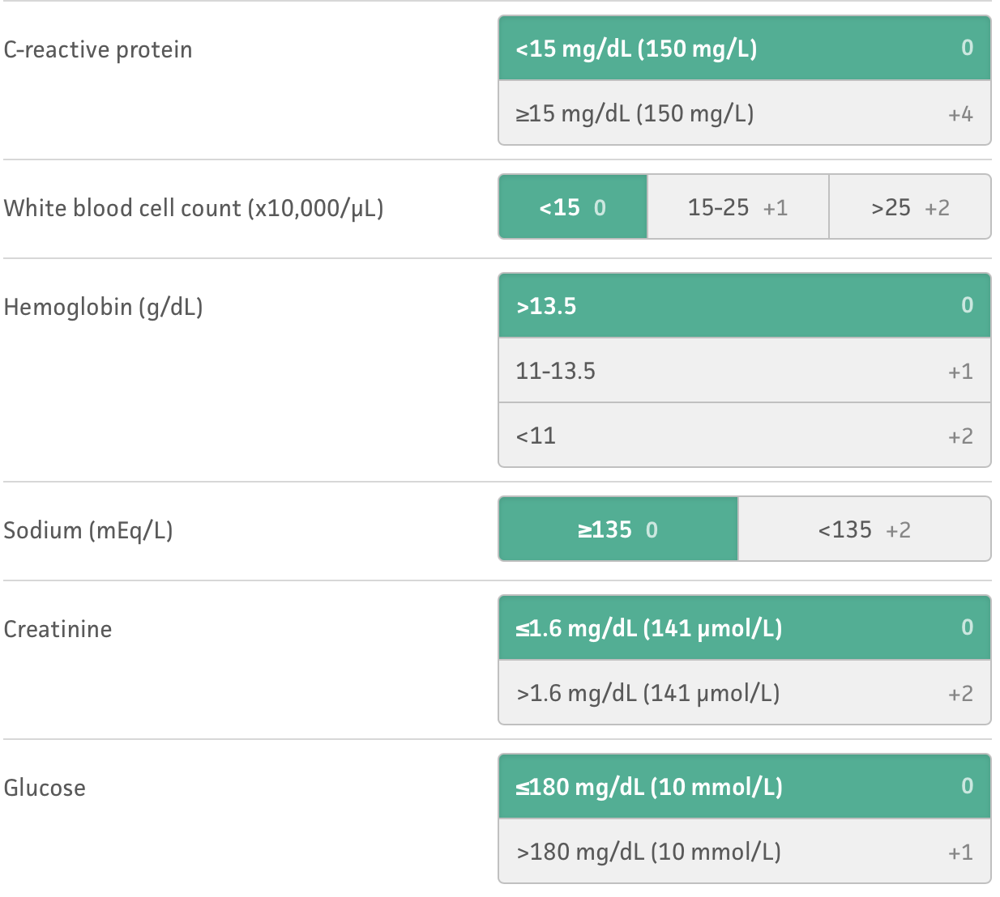 C-reactive protein
<15 mg/dL (150 mg/L) 0
≥15 mg/dL (150 mg/L) +4
White blood cell count (x10,000/µL)
<15 0 15-25 +1 >25 +2
Hemoglobin (g/dL)
>13.5 0
11-13.5 +1
<11 +2
Sodium (mEq/L)
≥135 0 <135 +2
Creatinine
≤1.6 mg/dL (141 µmol/L) 0
>1.6 mg/dL (141 µmol/L) +2
Glucose
≤180 mg/dL (10 mmol/L) 0
>180 mg/dL (10 mmol/L) +1